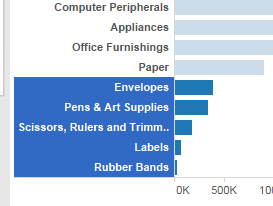 Computer Peripherals
Appliances
Office Furnishings
Paper
Envelopes
Pens & Art Supplies
Scissors, Rulers and Trimm..
Labels
Rubber Bands
0K 500K 100